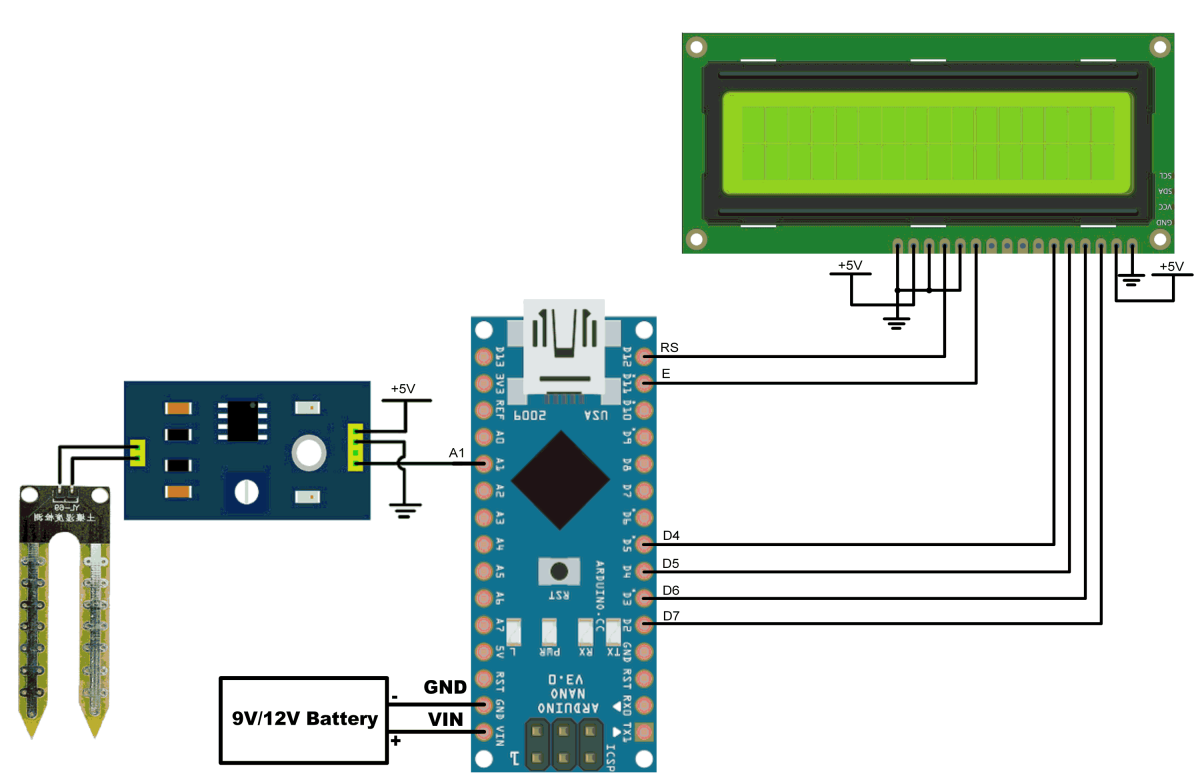 SCL
SDA
VCC
GND
+5V
+5V
RS
E
D13
3V3
REF
A0
A1
A2
A3
A4
A5
A6
A7
5V
RST
GND
VIN
D12
D11
D10
D9
D8
D7
D6
D5
D4
D3
D2
GND
RST
RX0
TX1
2009
USA
+5V
A1
YL-69
D4
D5
D6
D7
RST
ARDUINO.CC
L
PWR
RX
TX
ARDUINO
NANO
V3.0
ICSP
1
GND
-
9V/12V Battery
VIN
+